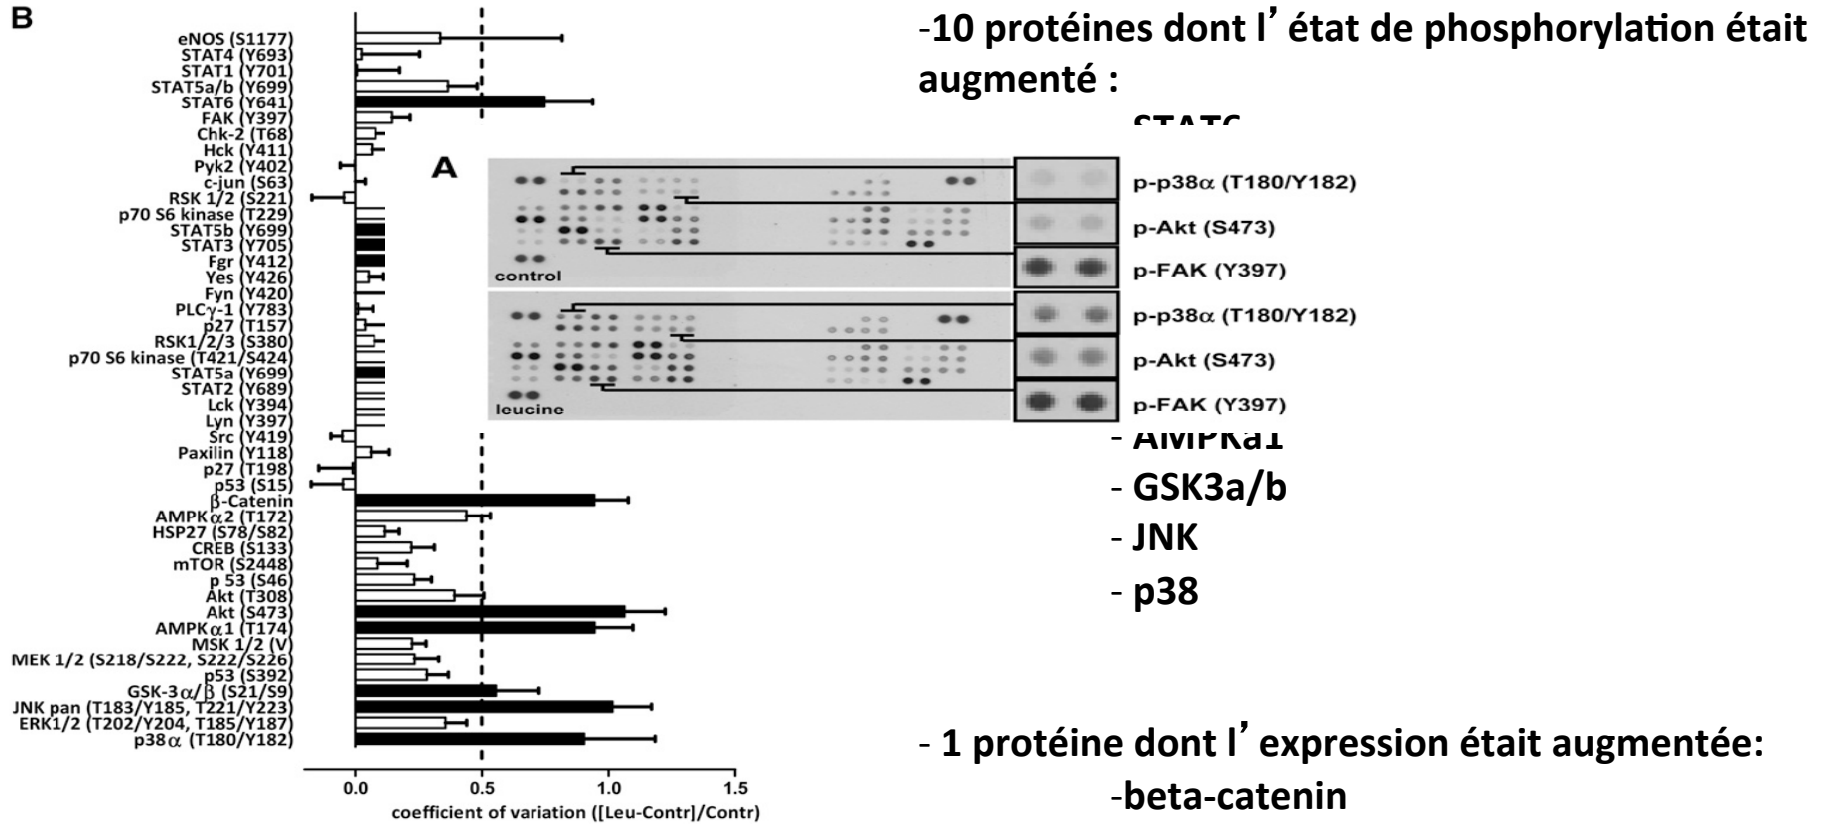 B
eNOS (S1177)
STAT4 (Y693)
STAT1 (Y701)
STAT5a/b (Y699)
STAT6 (Y641)
FAK (Y397)
Chk-2 (T68)
Hck (Y411)
Pyk2 (Y402)
c-jun (S63)
RSK 1/2 (S221)
p70 S6 kinase (T229)
STAT5b (Y699)
STAT3 (Y705)
Fgr (Y412)
Yes (Y426)
Fyn (Y420)
PLCγ-1 (Y783)
p27 (T157)
RSK1/2/3 (S380)
p70 S6 kinase (T421/S424)
STAT5a (Y699)
STAT2 (Y689)
Lck (Y394)
Lyn (Y397)
Src (Y419)
Paxilin (Y118)
p27 (T198)
p53 (S15)
β-Catenin
AMPKα2 (T172)
HSP27 (S78/S82)
CREB (S133)
mTOR (S2448)
p 53 (S46)
Akt (T308)
Akt (S473)
AMPKα1 (T174)
MSK 1/2 (V)
MEK 1/2 (S218/S222, S222/S226)
p53 (S392)
GSK-3α/β (S21/S9)
JNK pan (T183/Y185, T221/Y223)
ERK1/2 (T202/Y204, T185/Y187)
p38α (T180/Y182)
0.0 0.5 1.0 1.5
coefficient of variation ([Leu-Contr]/Contr)
A
control
p-p38α (T180/Y182)
p-Akt (S473)
p-FAK (Y397)
leucine
p-p38α (T180/Y182)
p-Akt (S473)
p-FAK (Y397)
-10 protéines dont l’état de phosphorylation était
augmenté :
STAT6
- AMPKa1
- GSK3a/b
- JNK
- p38
- 1 protéine dont l’expression était augmentée:
-beta-catenin